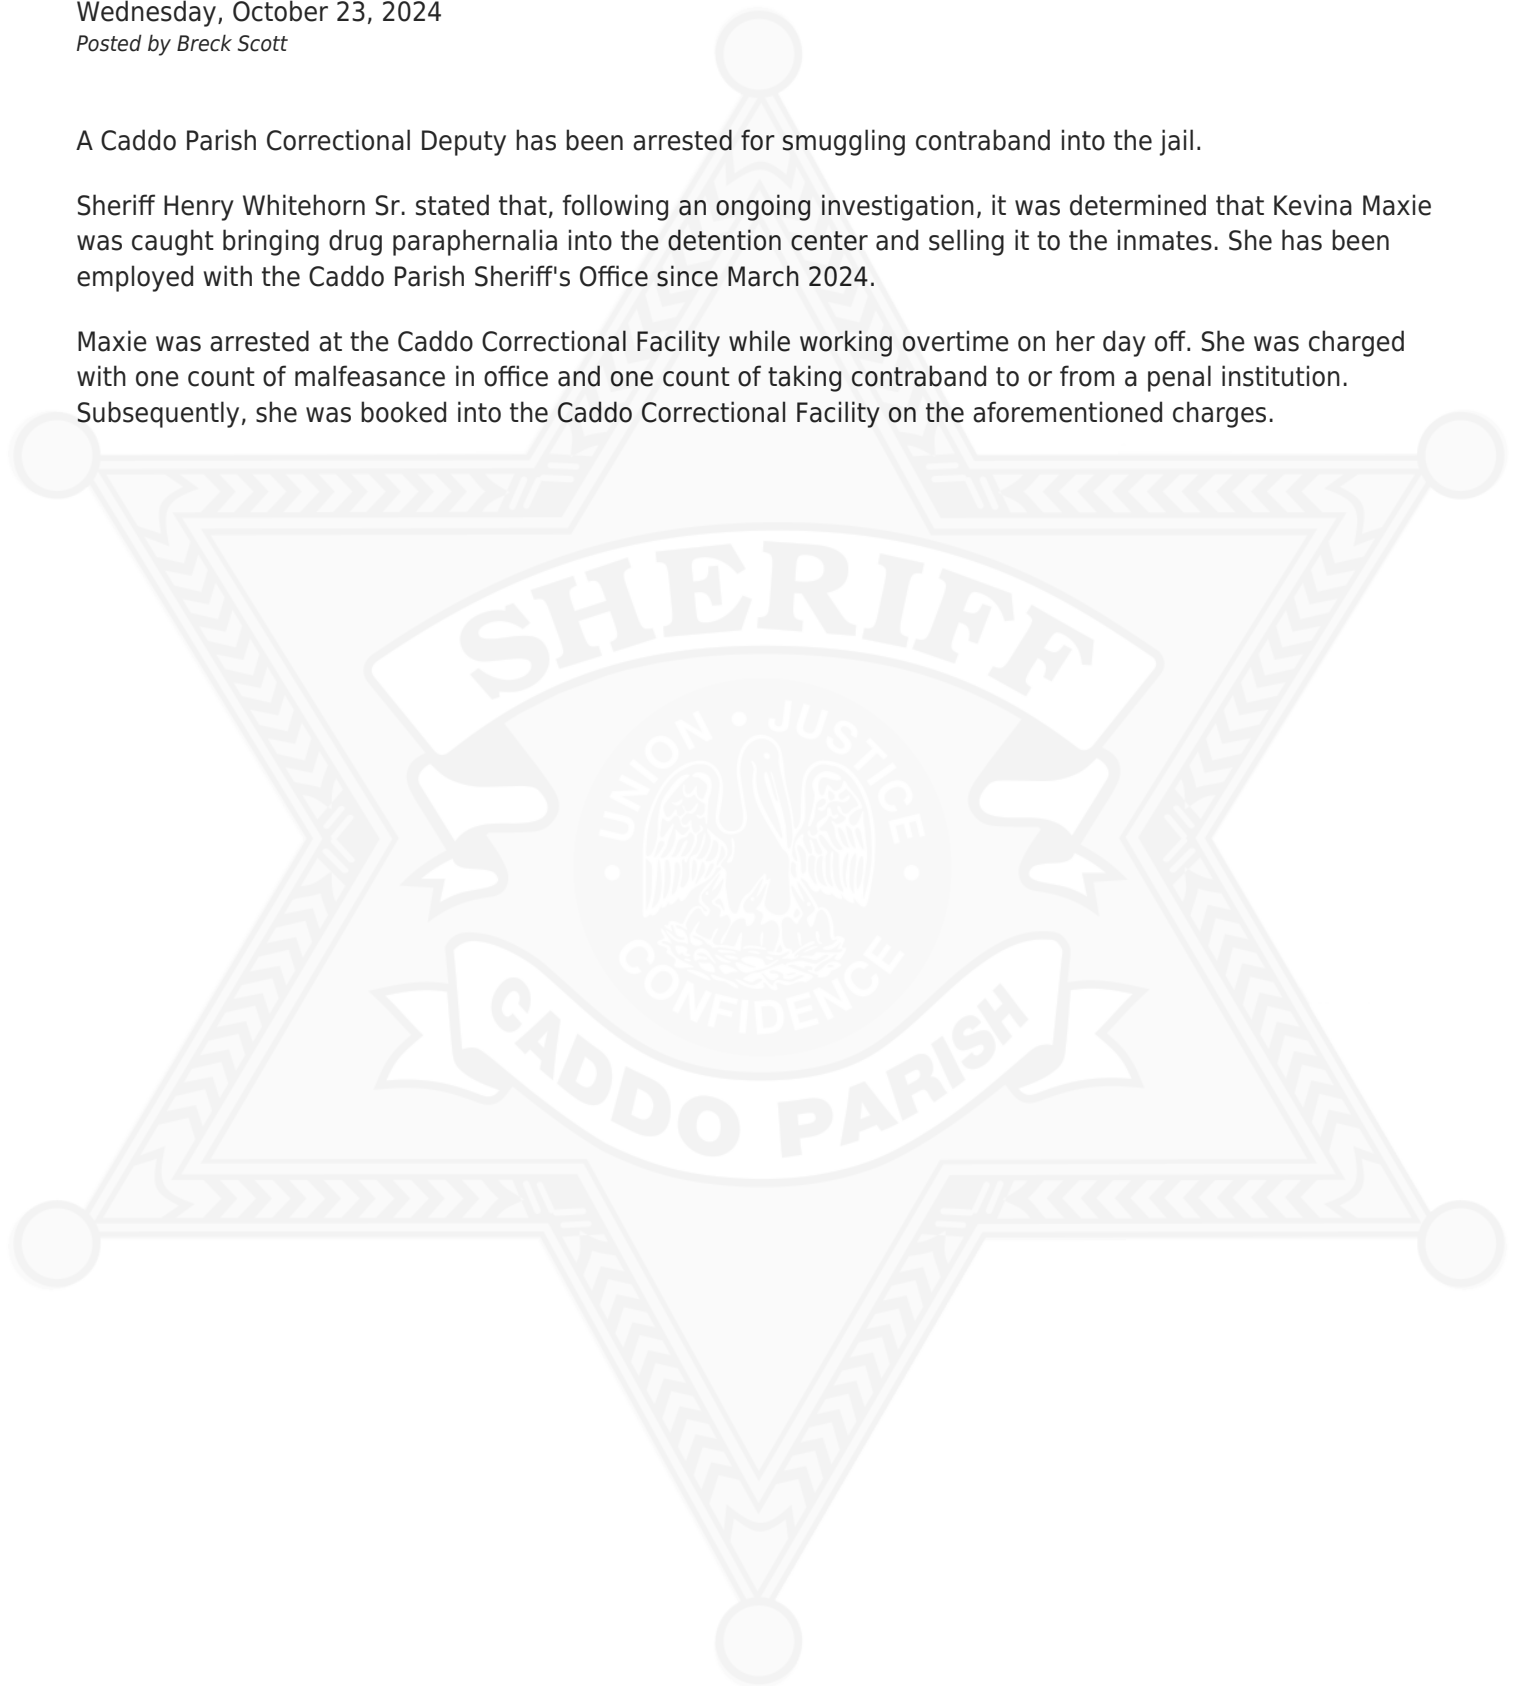 Wednesday, October 23, 2024
Posted by Breck Scott
A Caddo Parish Correctional Deputy has been arrested for smuggling contraband into the jail.
Sheriff Henry Whitehorn Sr. stated that, following an ongoing investigation, it was determined that Kevina Maxie
was caught bringing drug paraphernalia into the detention center and selling it to the inmates. She has been
employed with the Caddo Parish Sheriff's Office since March 2024.
Maxie was arrested at the Caddo Correctional Facility while working overtime on her day off. She was charged
with one count of malfeasance in office and one count of taking contraband to or from a penal institution.
Subsequently, she was booked into the Caddo Correctional Facility on the aforementioned charges.
SHERIFF
UNION • JUSTICE •
• CONFIDENCE
CADDO PARISH